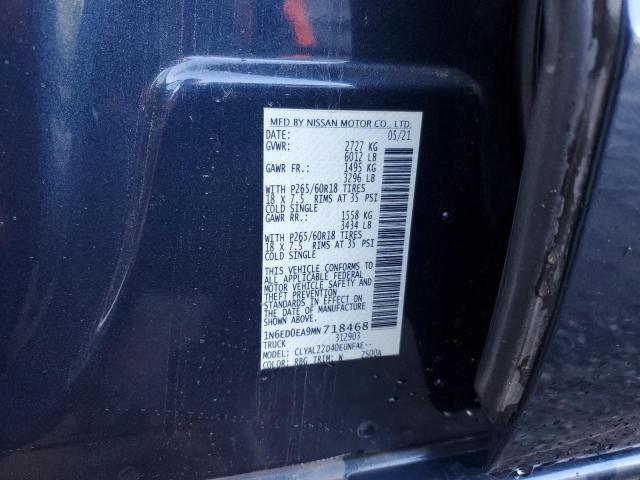 MFD BY NISSAN MOTOR CO., LTD.
DATE: 05/21
GVWR: 2727 KG
6012 LB
GAWR FR.: 1495 KG
3296 LB
WITH P265/60R18 TIRES
18 X 7.5 RIMS AT 35 PSI
COLD SINGLE
GAWR RR.: 1558 KG
3434 LB
WITH P265/60R18 TIRES
18 X 7.5 RIMS AT 35 PSI
COLD SINGLE
THIS VEHICLE CONFORMS TO
ALL APPLICABLE FEDERAL
MOTOR VEHICLE SAFETY AND
THEFT PREVENTION
STANDARDS IN EFFECT ON
THE DATE OF MANUFACTURE
SHOWN ABOVE.
1N6ED0EA9MN718468
TRUCK 312903
MODEL: CLYALZ2D40EUNFAE--
COLOR: RBG TRIM: W 7500A